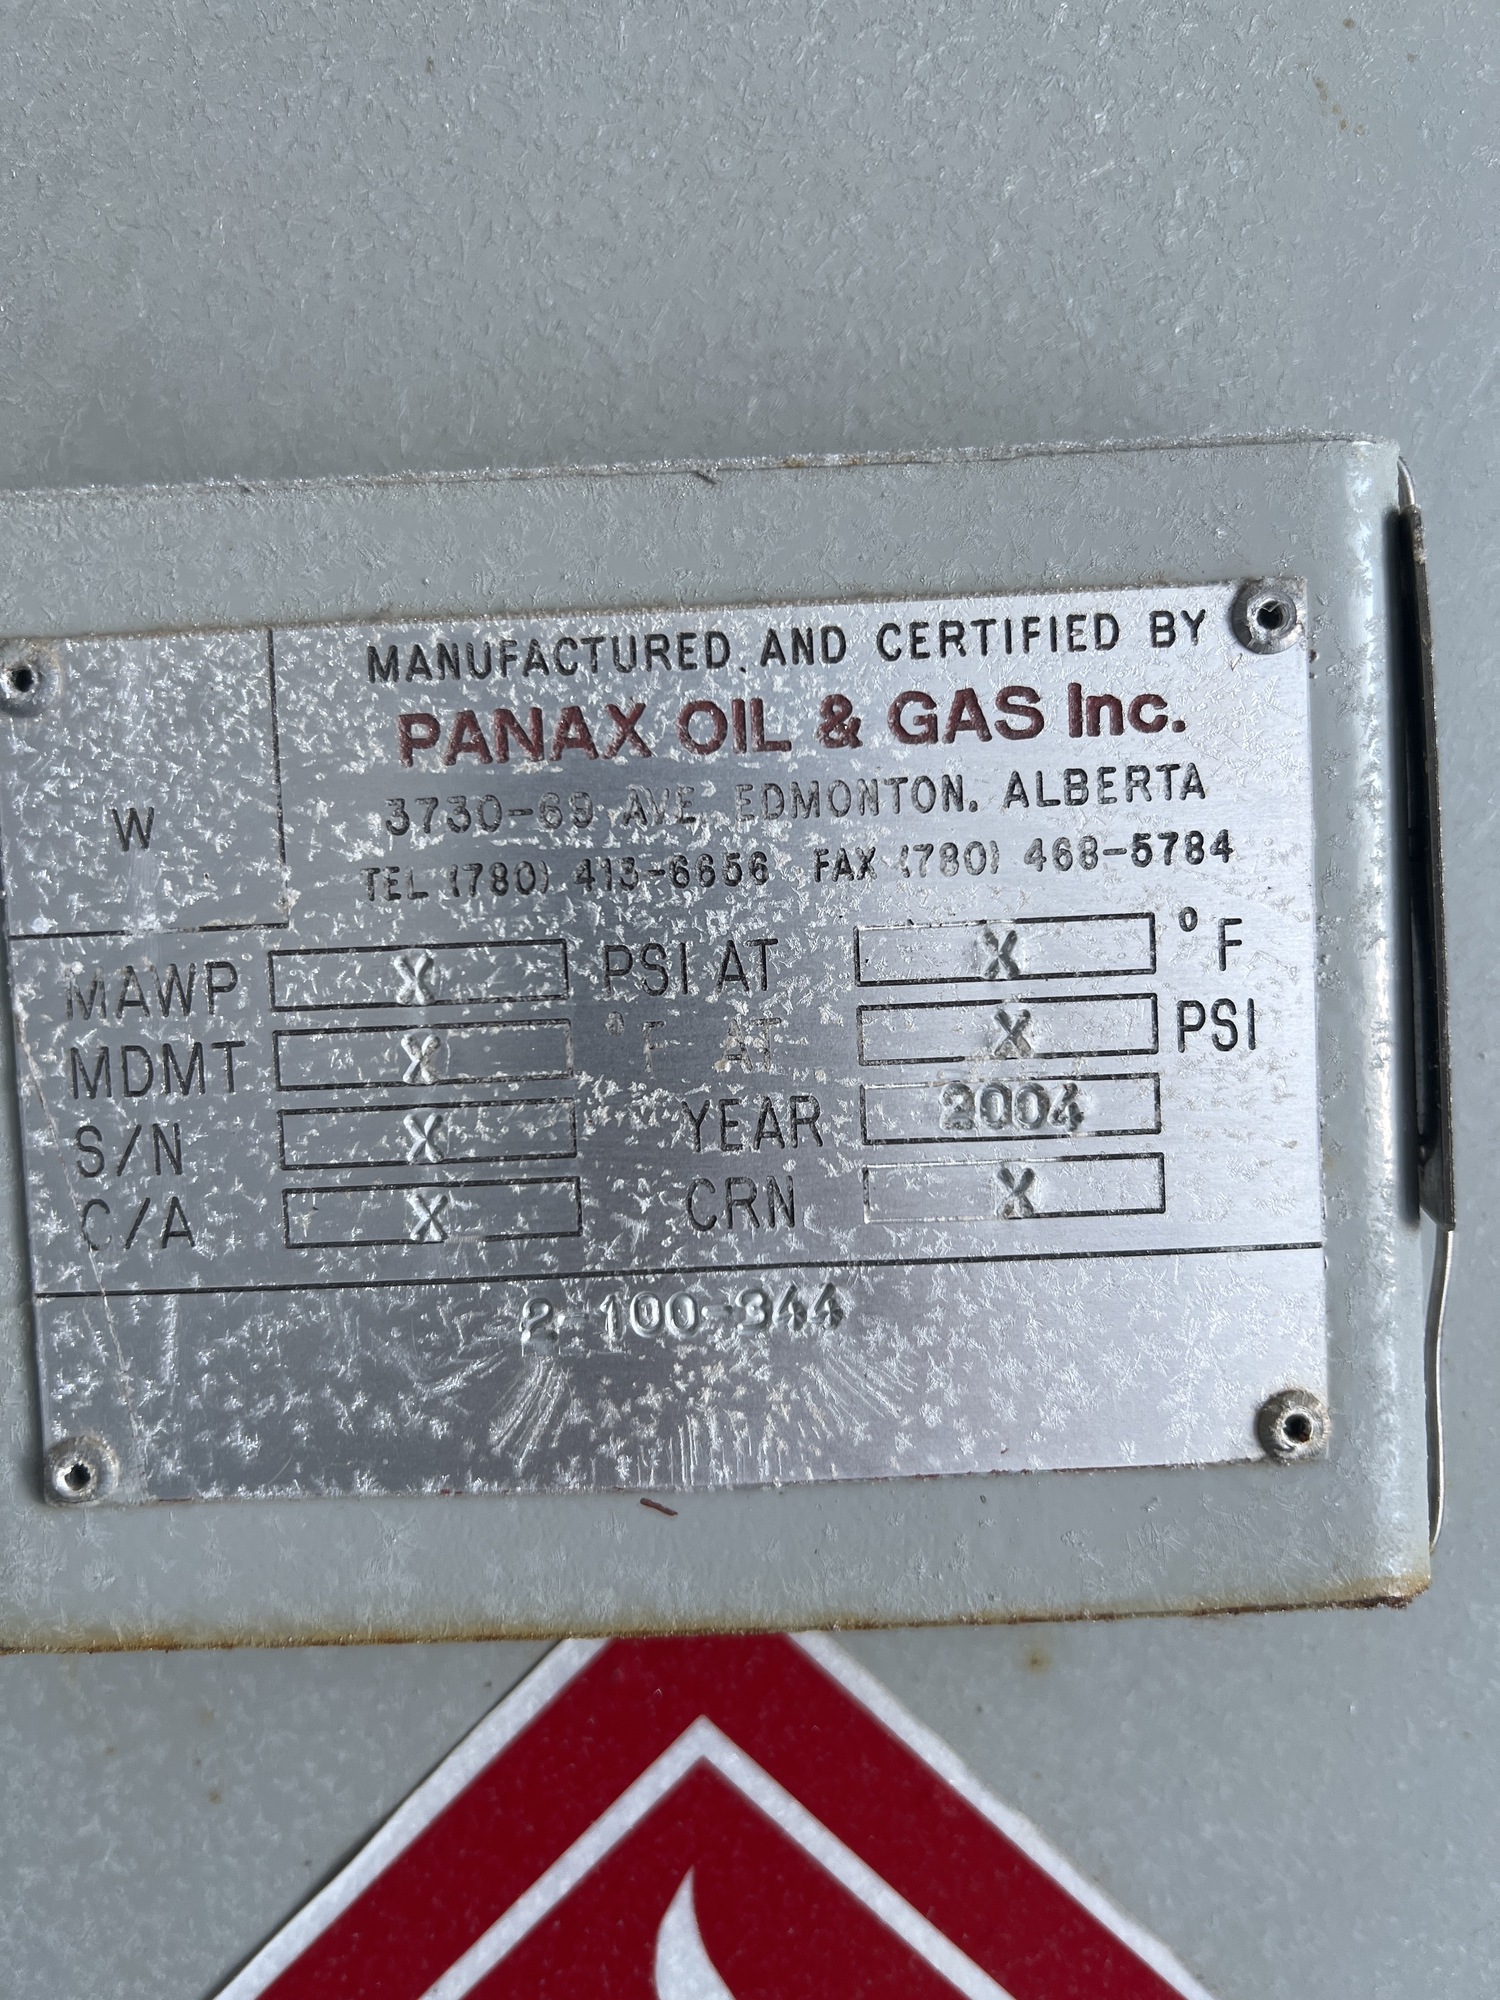 MANUFACTURED AND CERTIFIED BY
PANAX OIL & GAS Inc.
3730-69 AVE EDMONTON, ALBERTA
TEL (780) 413-6656 FAX (780) 468-5784
W
MAWP X PSI AT X °F
MDMT X °F AT X PSI
S/N X YEAR 2004
C/A X CRN X
2-100-344